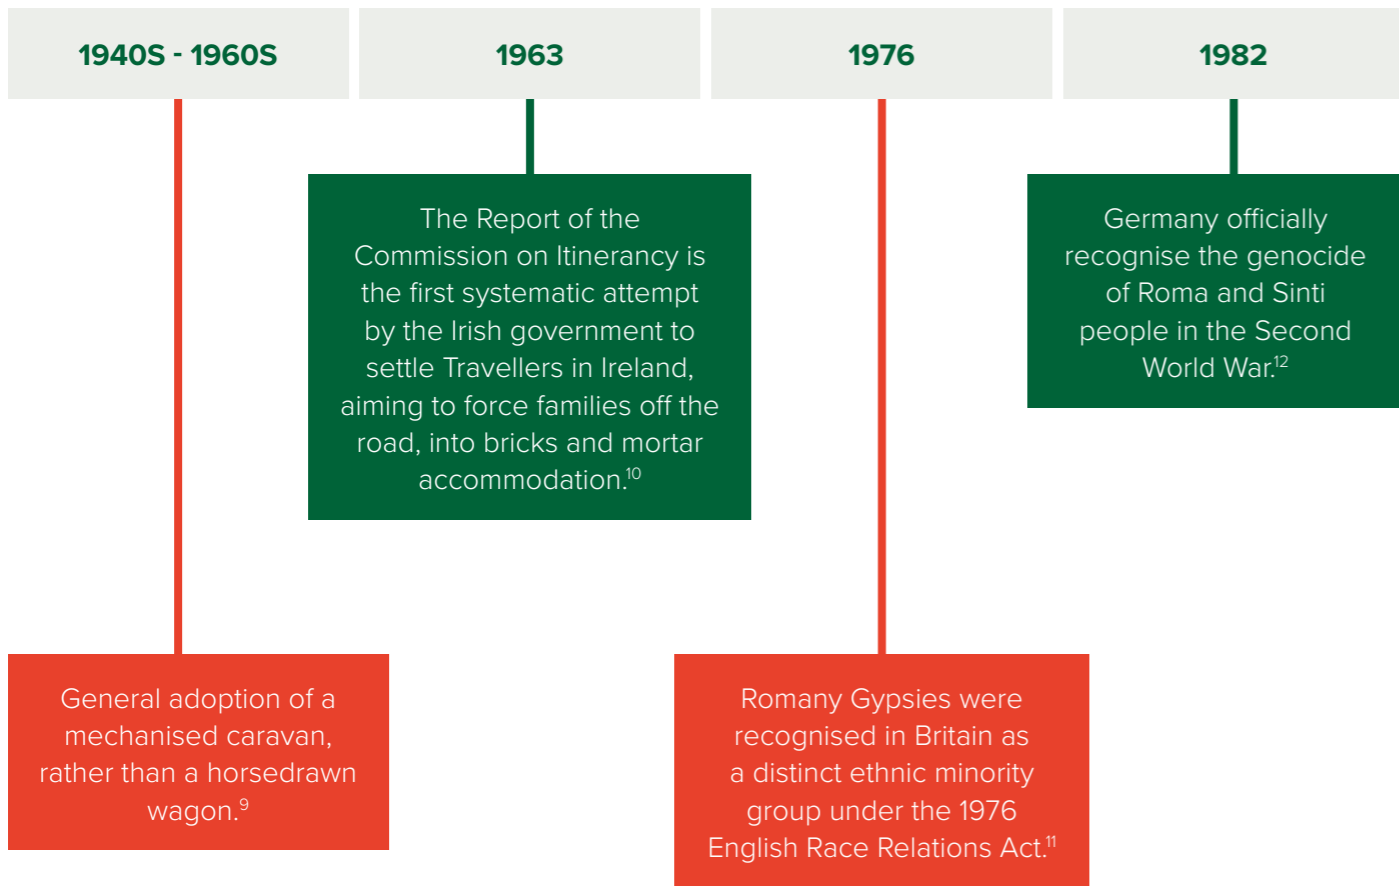 1940S - 1960S
General adoption of a
mechanised caravan,
rather than a horsedrawn
wagon.9
1963
The Report of the
Commission on Itinerancy is
the first systematic attempt
by the Irish government to
settle Travellers in Ireland,
aiming to force families off the
road, into bricks and mortar
accommodation.10
1976
Romany Gypsies were
recognised in Britain as
a distinct ethnic minority
group under the 1976
English Race Relations Act.11
1982
Germany officially
recognise the genocide
of Roma and Sinti
people in the Second
World War.12